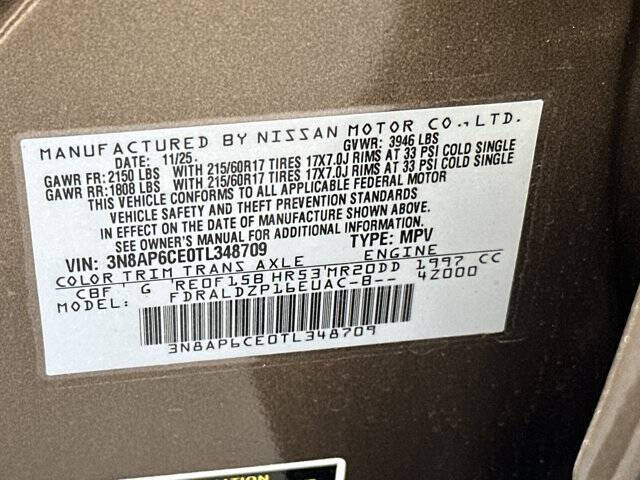 MANUFACTURED BY NISSAN MOTOR CO., LTD.
DATE: 11/25. GVWR: 3946 LBS
GAWR FR: 2150 LBS WITH 215/60R17 TIRES 17X7.0J RIMS AT 33 PSI COLD SINGLE
GAWR RR: 1808 LBS WITH 215/60R17 TIRES 17X7.0J RIMS AT 33 PSI COLD SINGLE
THIS VEHICLE CONFORMS TO ALL APPLICABLE FEDERAL MOTOR
VEHICLE SAFETY AND THEFT PREVENTION STANDARDS
IN EFFECT ON THE DATE OF MANUFACTURE SHOWN ABOVE.
SEE OWNER'S MANUAL FOR ADDITIONAL INFORMATION.
VIN: 3N8AP6CE0TL348709 TYPE: MPV
COLOR TRIM TRANS AXLE ENGINE
CBF G RE0F15B HR53 MR20DD 1997 CC
MODEL: FDRALDZP16EUAC-B-- 4Z000
3N8AP6CE0TL348709